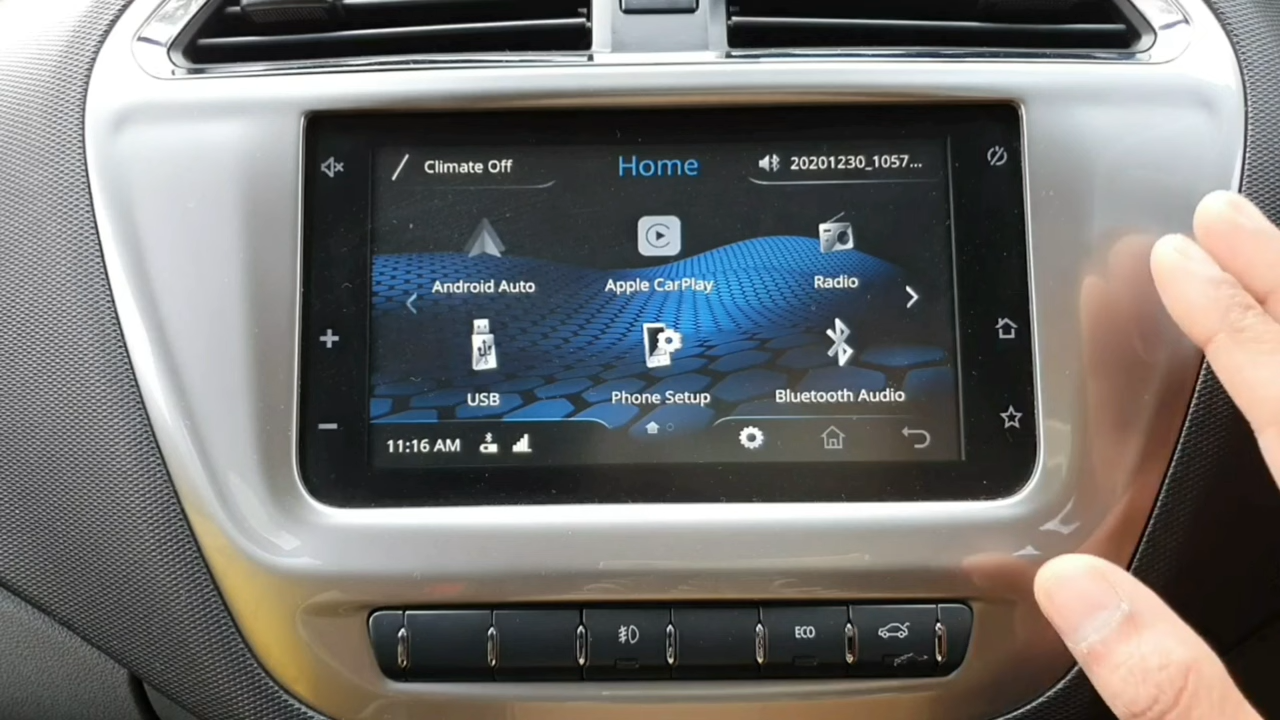 Climate Off
Home
20201230_1057...
Android Auto
Apple CarPlay
Radio
USB
Phone Setup
Bluetooth Audio
11:16 AM
ECO